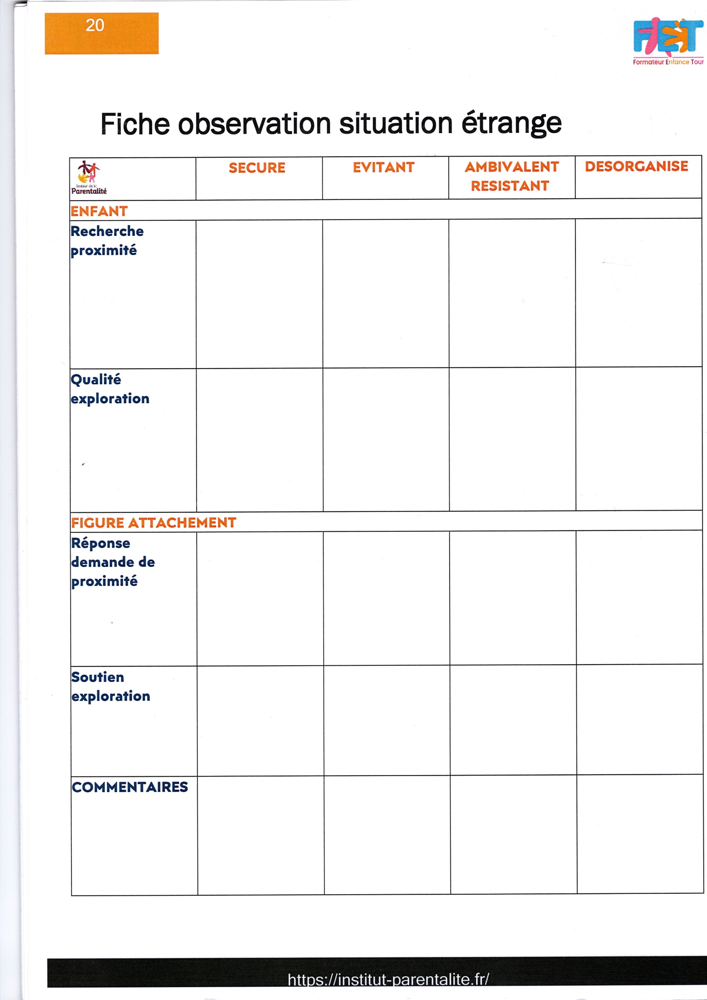 20
FET
Formateur Enfance Tour
Fiche observation situation étrange
Institut de la
Parentalité
SECURE
EVITANT
AMBIVALENT
RESISTANT
DESORGANISE
ENFANT
Recherche
proximité
Qualité
exploration
FIGURE ATTACHEMENT
Réponse
demande de
proximité
Soutien
exploration
COMMENTAIRES
https://institut-parentalite.fr/